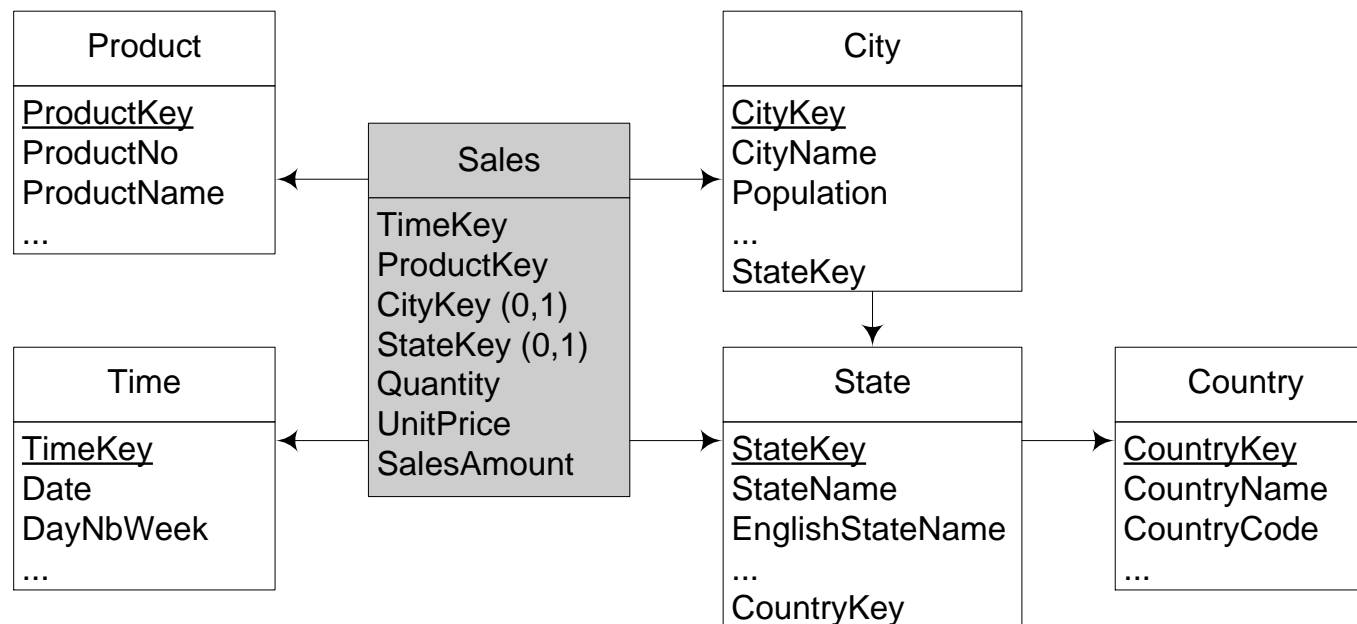 Product
ProductKey
ProductNo
ProductName
...
Sales
TimeKey
ProductKey
CityKey (0,1)
StateKey (0,1)
Quantity
UnitPrice
SalesAmount
City
CityKey
CityName
Population
...
StateKey
Time
TimeKey
Date
DayNbWeek
...
State
StateKey
StateName
EnglishStateName
...
CountryKey
Country
CountryKey
CountryName
CountryCode
...